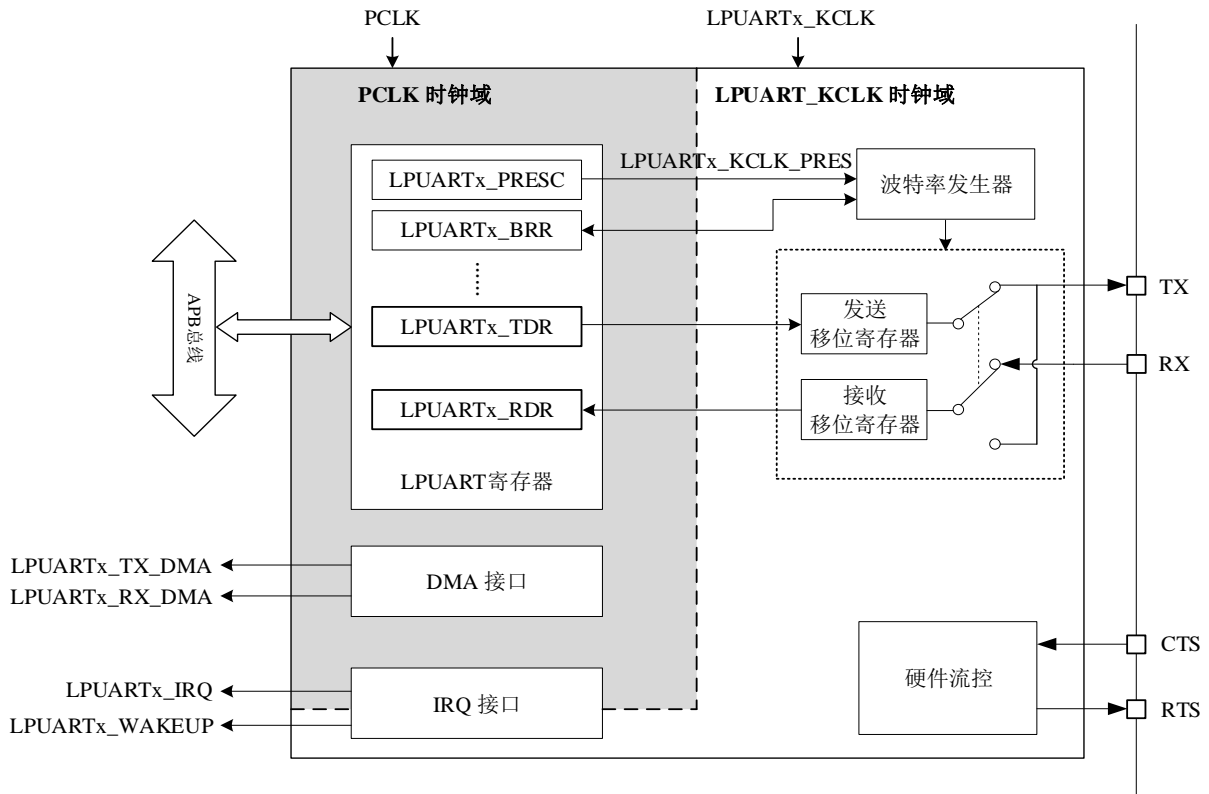 PCLK
LPUARTx_KCLK
PCLK 时钟域
LPUART_KCLK 时钟域
LPUARTx_PRESC
LPUARTx_KCLK_PRES
波特率发生器
LPUARTx_BRR
APB总线
LPUARTx_TDR
发送
移位寄存器
TX
RX
LPUARTx_RDR
接收
移位寄存器
LPUART寄存器
LPUARTx_TX_DMA
LPUARTx_RX_DMA
DMA 接口
CTS
硬件流控
RTS
LPUARTx_IRQ
LPUARTx_WAKEUP
IRQ 接口